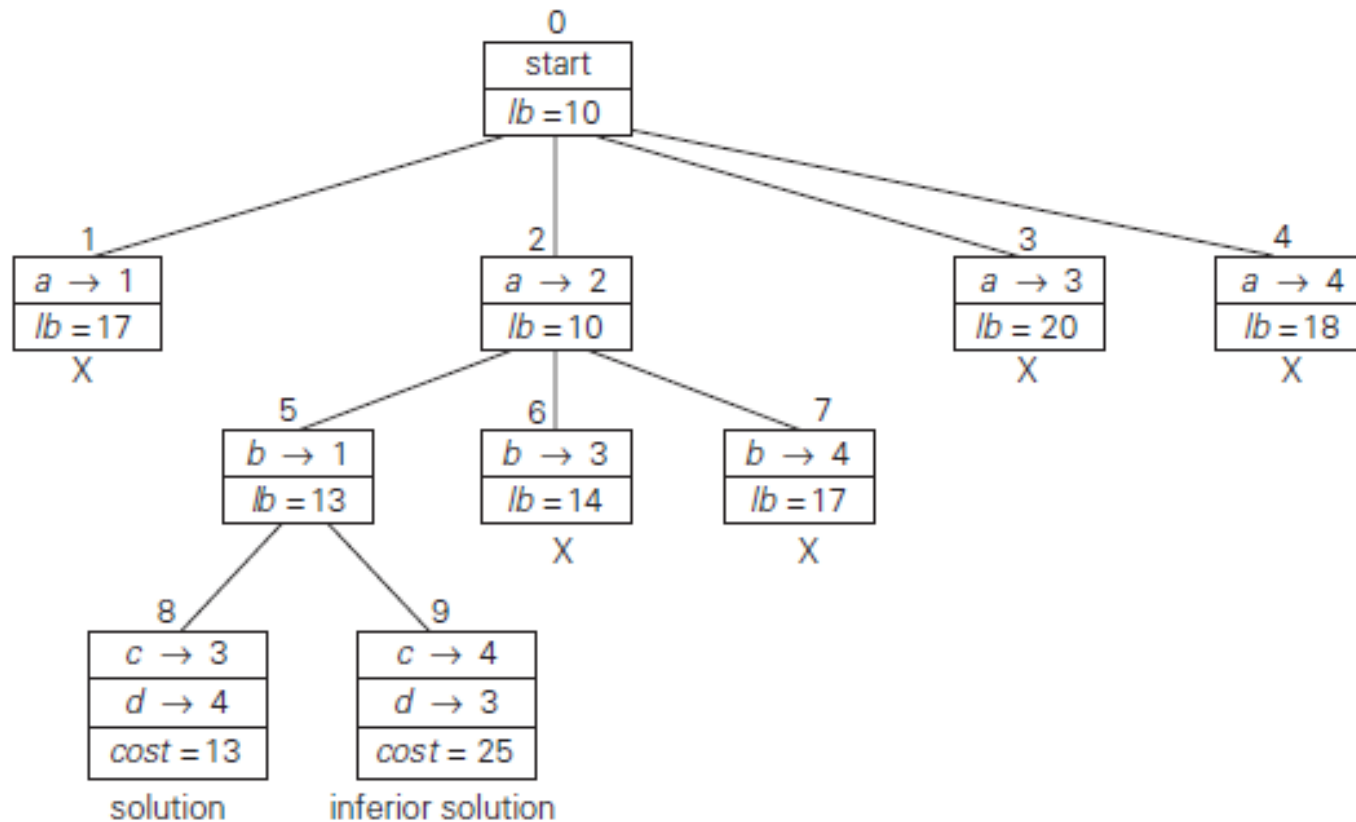 0
start
lb =10
1
a → 1
lb =17
X
2
a → 2
lb =10
3
a → 3
lb = 20
X
4
a → 4
lb =18
X
5
b → 1
lb =13
6
b → 3
lb =14
X
7
b → 4
lb =17
X
8
c → 3
d → 4
cost =13
solution
9
c → 4
d → 3
cost = 25
inferior solution